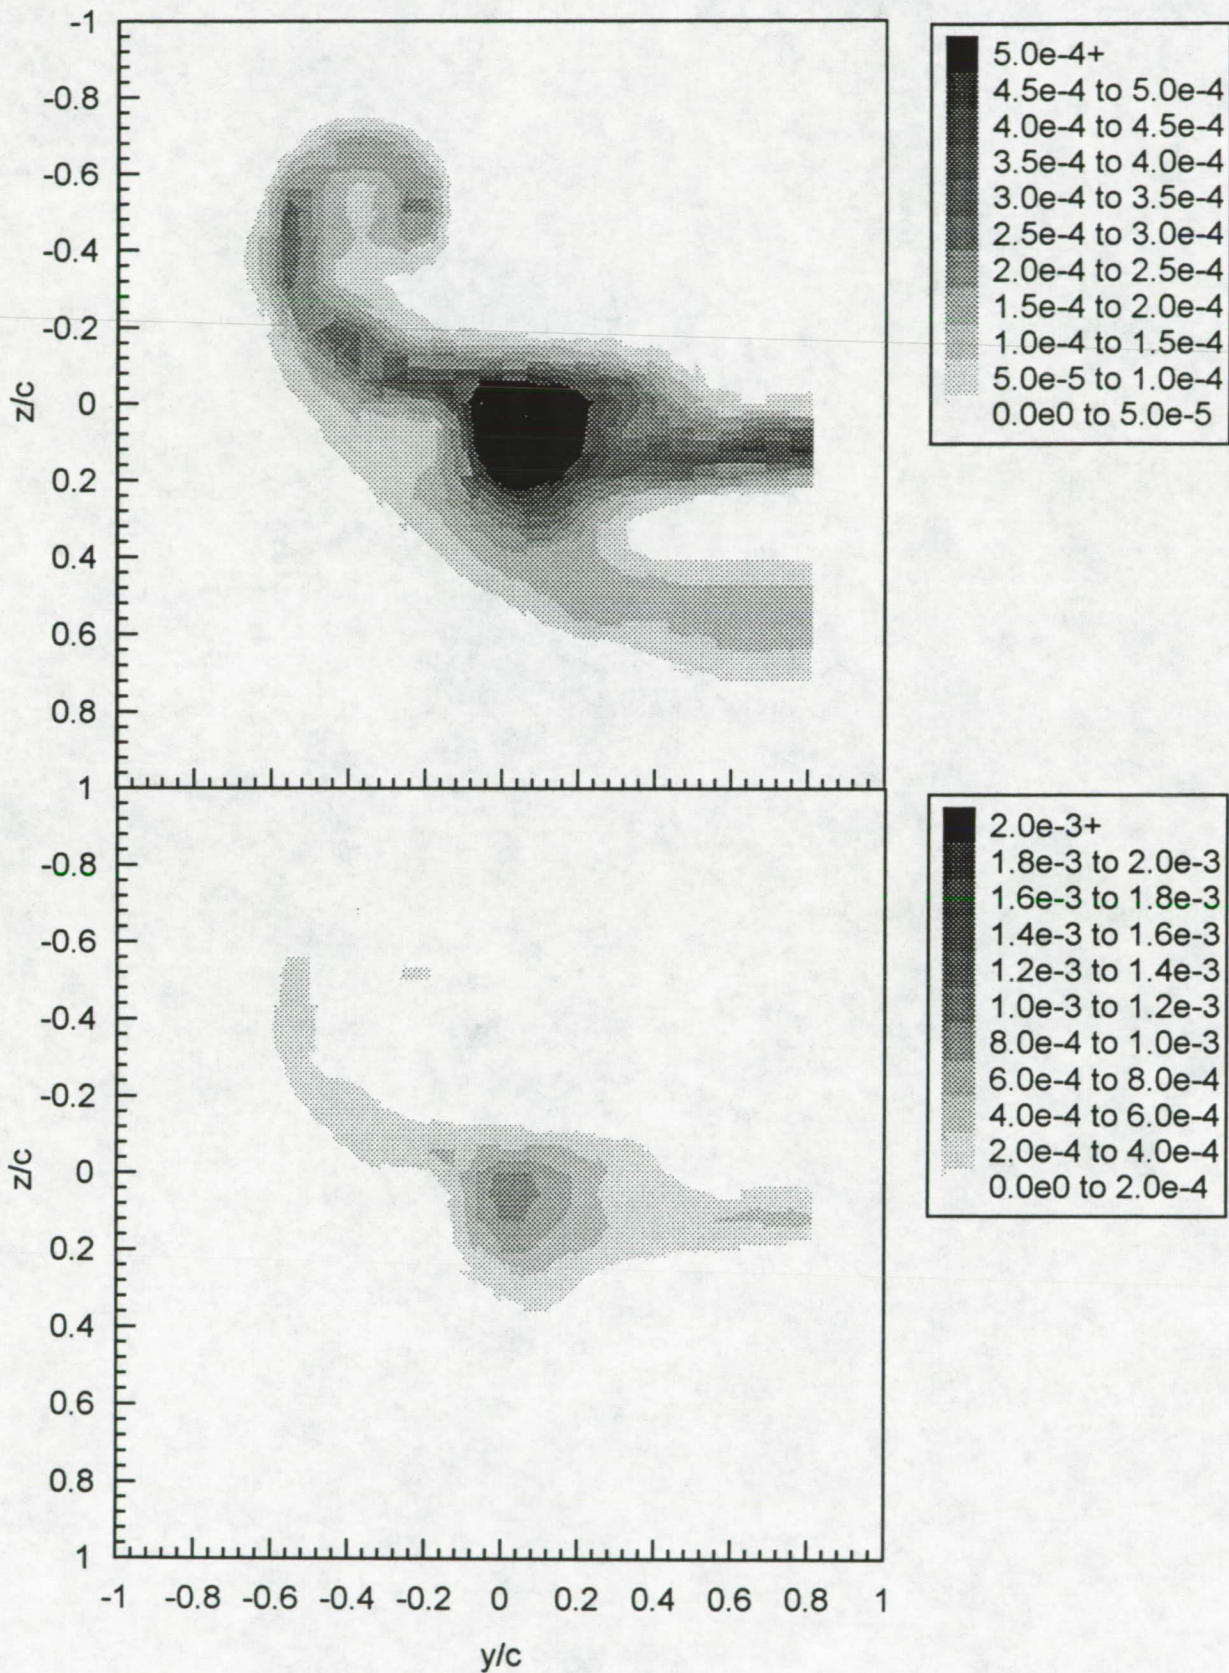 -1
-0.8
-0.6
-0.4
-0.2
0
0.2
0.4
0.6
0.8
1
z/c
5.0e-4+
4.5e-4 to 5.0e-4
4.0e-4 to 4.5e-4
3.5e-4 to 4.0e-4
3.0e-4 to 3.5e-4
2.5e-4 to 3.0e-4
2.0e-4 to 2.5e-4
1.5e-4 to 2.0e-4
1.0e-4 to 1.5e-4
5.0e-5 to 1.0e-4
0.0e0 to 5.0e-5
-0.8
-0.6
-0.4
-0.2
0
0.2
0.4
0.6
0.8
1
z/c
2.0e-3+
1.8e-3 to 2.0e-3
1.6e-3 to 1.8e-3
1.4e-3 to 1.6e-3
1.2e-3 to 1.4e-3
1.0e-3 to 1.2e-3
8.0e-4 to 1.0e-3
6.0e-4 to 8.0e-4
4.0e-4 to 6.0e-4
2.0e-4 to 4.0e-4
0.0e0 to 2.0e-4
-1 -0.8 -0.6 -0.4 -0.2 0 0.2 0.4 0.6 0.8 1
y/c